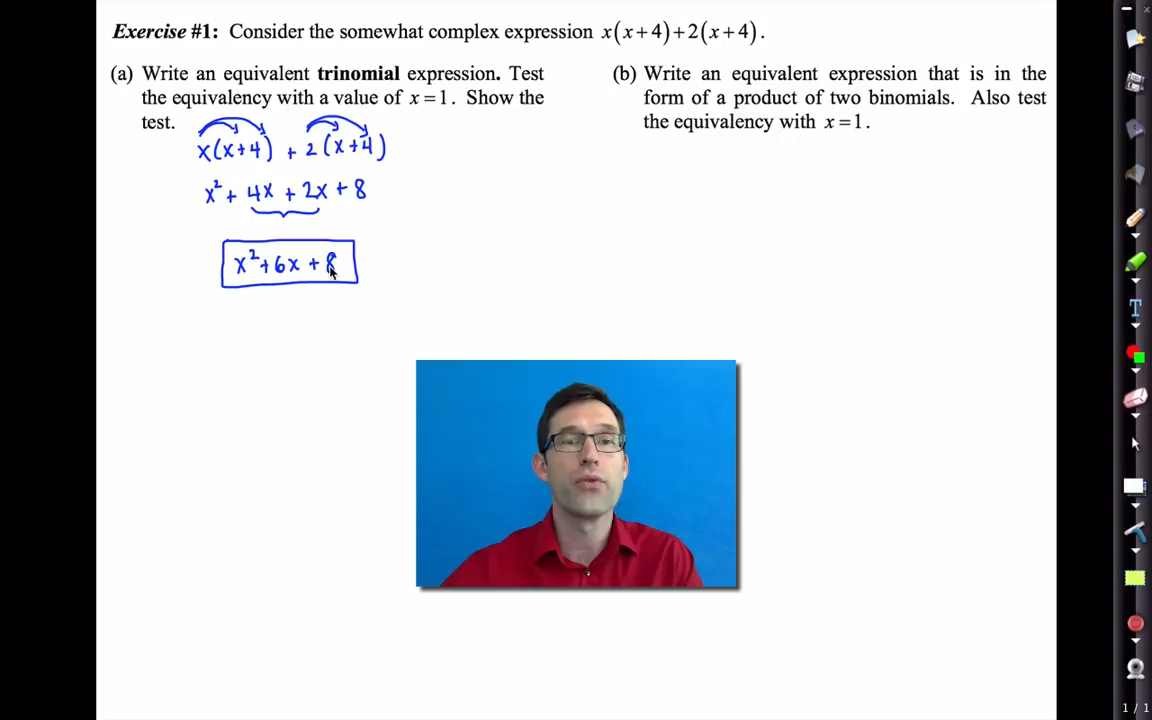 Exercise #1: Consider the somewhat complex expression x(x+4)+2(x+4).
(a) Write an equivalent trinomial expression. Test
the equivalency with a value of x=1. Show the
test.
x(x+4) + 2(x+4)
x² + 4x + 2x + 8
x² + 6x + 8
(b) Write an equivalent expression that is in the
form of a product of two binomials. Also test
the equivalency with x=1.
T
1 / 1